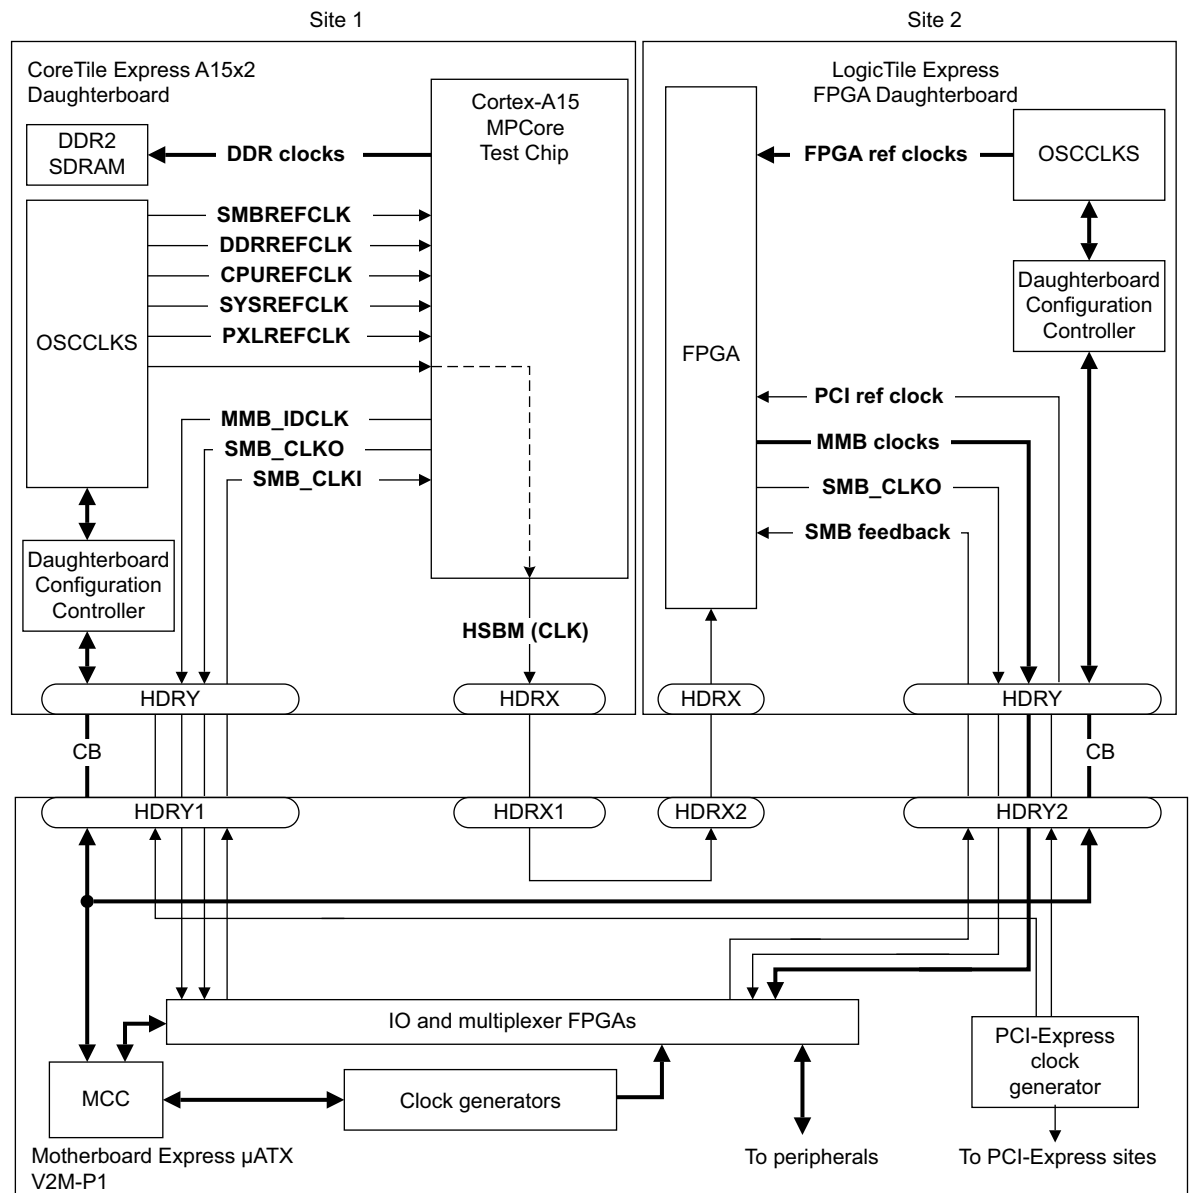 Site 1
Site 2
CoreTile Express A15x2
Daughterboard
DDR2
SDRAM
DDR clocks
Cortex-A15
MPCore
Test Chip
OSCCLKS
SMBREFCLK
DDRREFCLK
CPUREFCLK
SYSREFCLK
PXLREFCLK
MMB_IDCLK
SMB_CLKO
SMB_CLKI
Daughterboard
Configuration
Controller
HSBM (CLK)
HDRY
HDRX
LogicTile Express
FPGA Daughterboard
FPGA ref clocks
OSCCLKS
Daughterboard
Configuration
Controller
FPGA
PCI ref clock
MMB clocks
SMB_CLKO
SMB feedback
HDRX
HDRY
CB
CB
HDRY1
HDRX1
HDRX2
HDRY2
IO and multiplexer FPGAs
MCC
Clock generators
PCI-Express
clock
generator
Motherboard Express µATX
V2M-P1
To peripherals
To PCI-Express sites